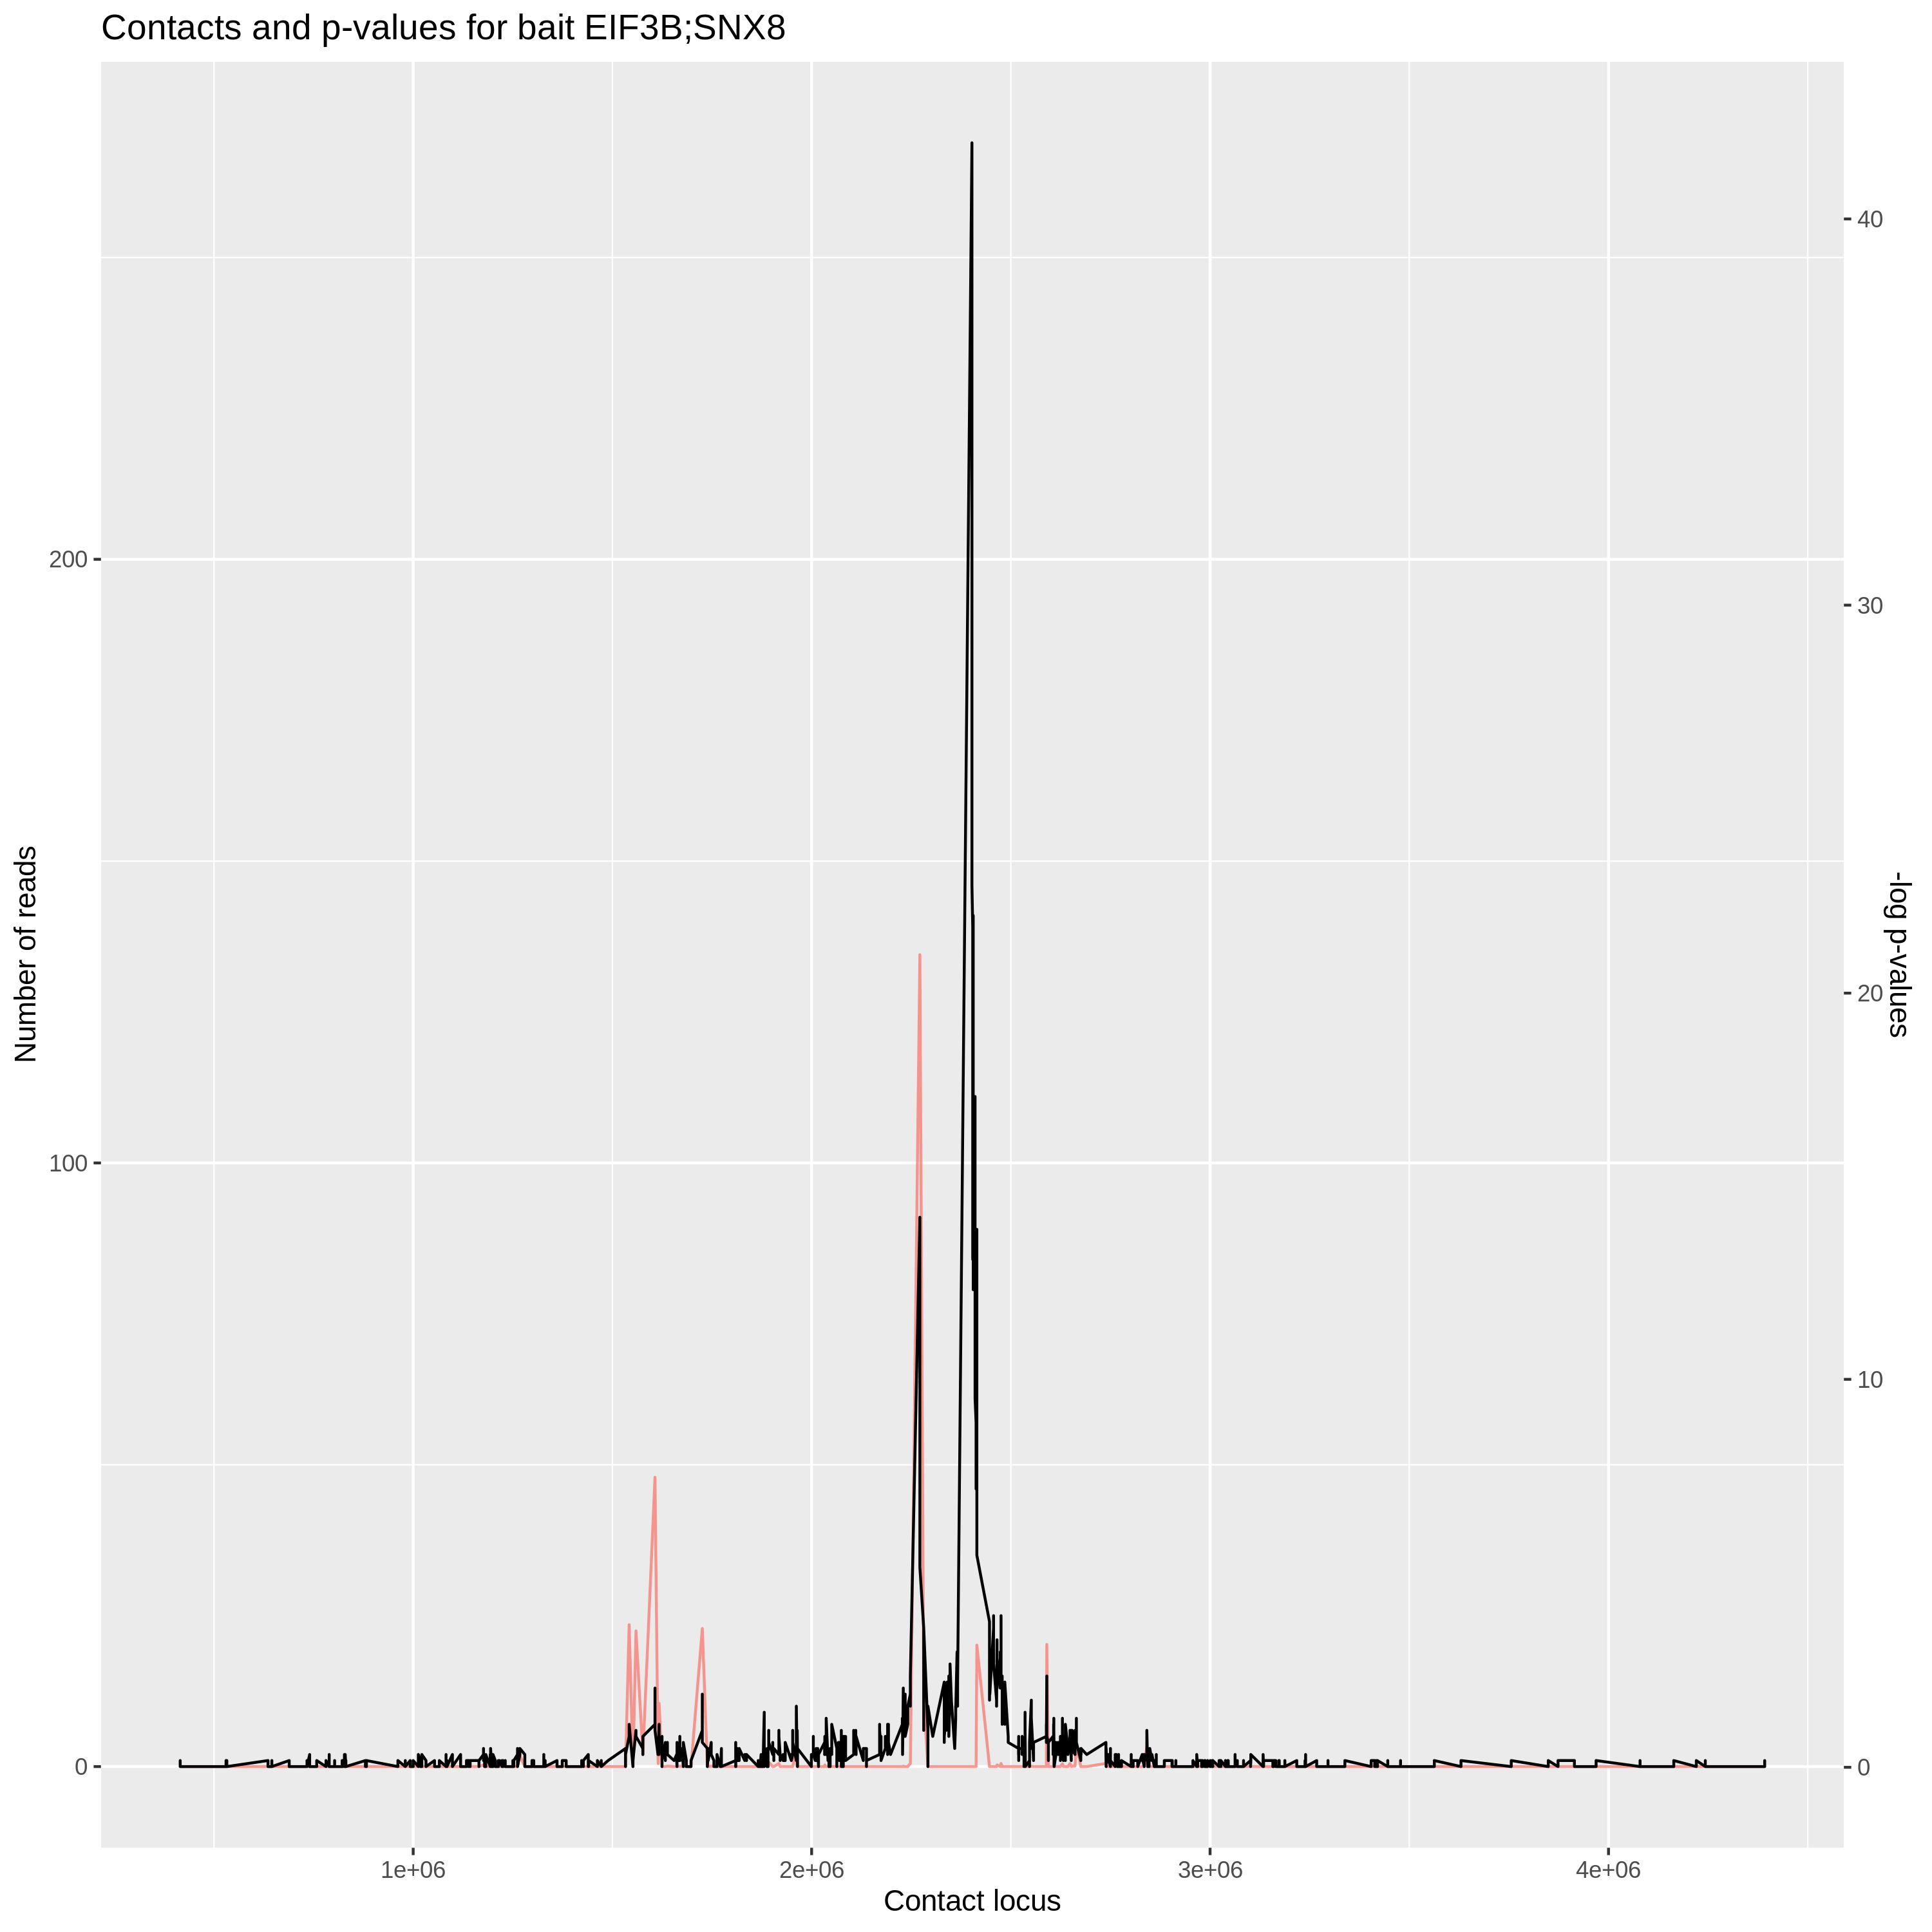 Contacts and p-values for bait EIF3B;SNX8
Number of reads
200
100
0
40
30
20
10
0
-log p-values
1e+06 2e+06 3e+06 4e+06
Contact locus